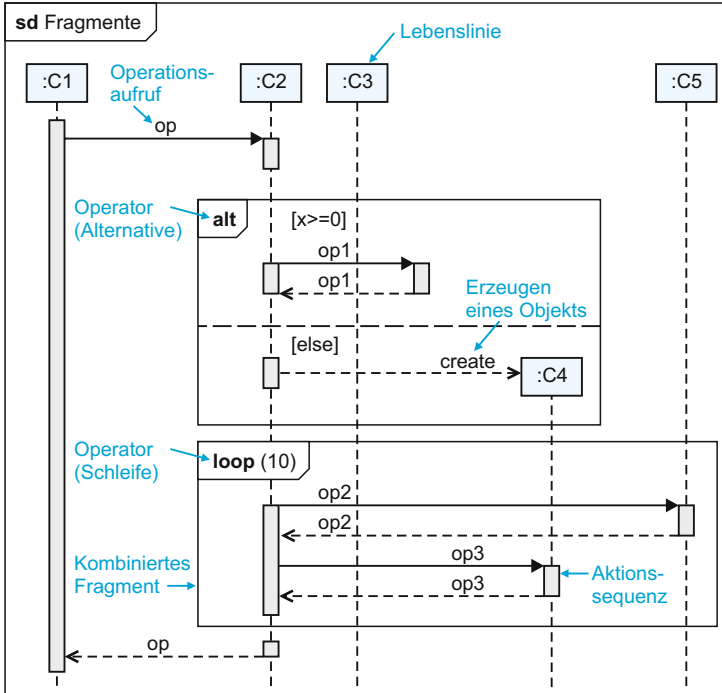 sd Fragmente
Lebenslinie
:C1
Operations-
aufruf
:C2
:C3
:C5
op
Operator
(Alternative)
alt
[x>=0]
op1
op1
Erzeugen
eines Objekts
[else]
create
:C4
Operator
(Schleife)
loop (10)
op2
op2
op3
Kombiniertes
Fragment
op3
Aktions-
sequenz
op